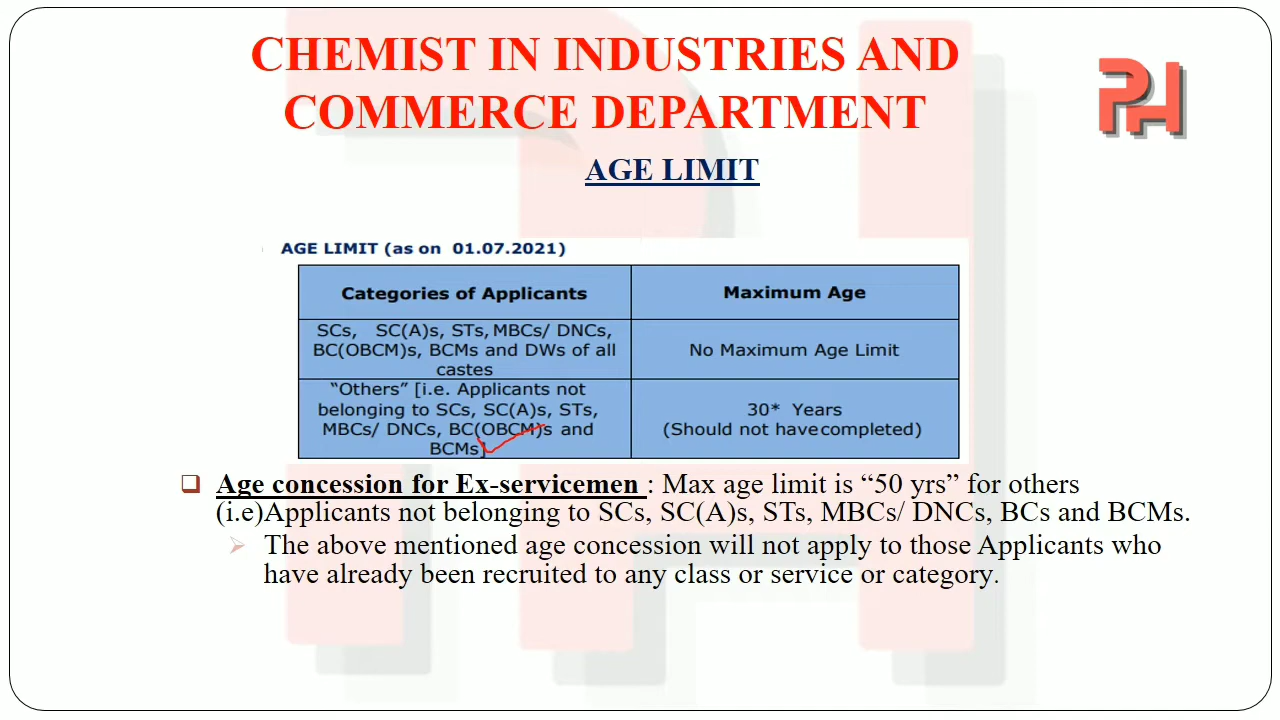 CHEMIST IN INDUSTRIES AND
COMMERCE DEPARTMENT
PH
AGE LIMIT
AGE LIMIT (as on 01.07.2021)
Categories of Applicants
Maximum Age
SCs, SC(A)s, STs, MBCs/ DNCs,
BC(OBCM)s, BCMs and DWs of all
castes
No Maximum Age Limit
“Others” [i.e. Applicants not
belonging to SCs, SC(A)s, STs,
MBCs/ DNCs, BC(OBCM)s and
BCMs]
30* Years
(Should not have completed)
Age concession for Ex-servicemen : Max age limit is “50 yrs” for others
(i.e)Applicants not belonging to SCs, SC(A)s, STs, MBCs/ DNCs, BCs and BCMs.
The above mentioned age concession will not apply to those Applicants who
have already been recruited to any class or service or category.